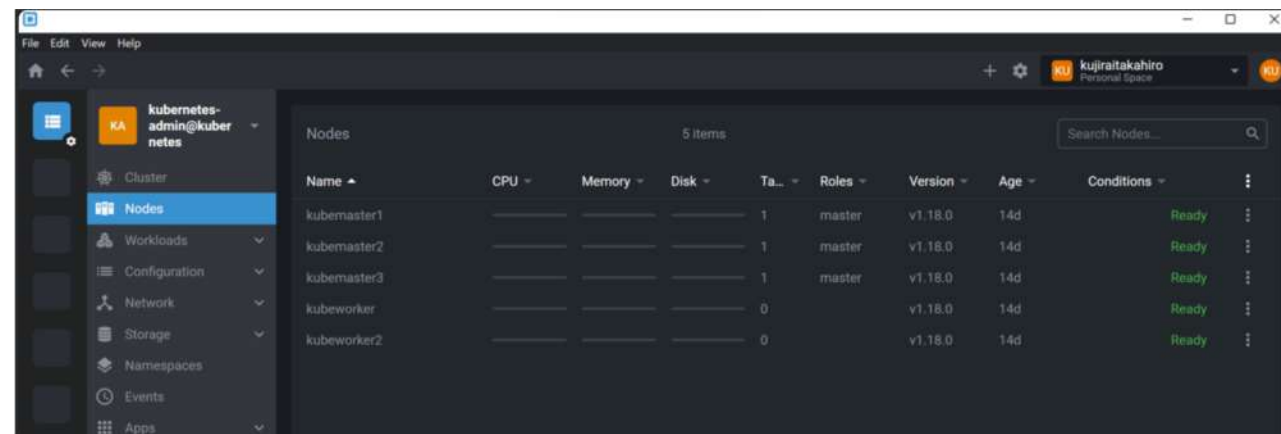 File Edit View Help
KU kujiraitakahiro
Personal Space
KU
KA kubernetes-
admin@kuber
netes
Cluster
Nodes
Workloads
Configuration
Network
Storage
Namespaces
Events
Apps
Nodes 5 items Search Nodes...
Name CPU Memory Disk Ta... Roles Version Age Conditions
kubemaster1 1 master v1.18.0 14d Ready
kubemaster2 1 master v1.18.0 14d Ready
kubemaster3 1 master v1.18.0 14d Ready
kubeworker 0 v1.18.0 14d Ready
kubeworker2 0 v1.18.0 14d Ready